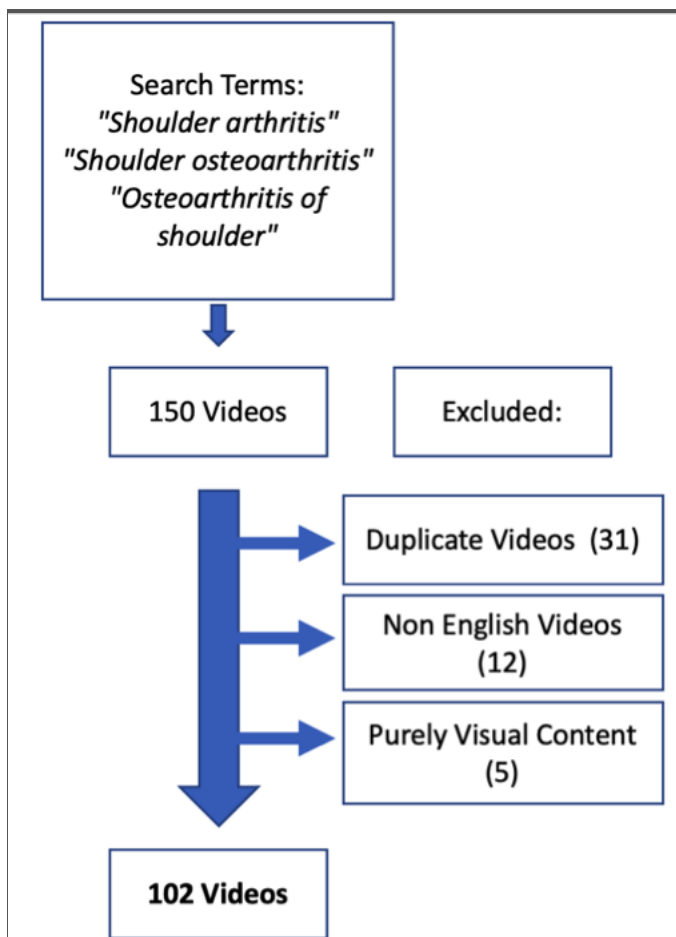 Search Terms:
"Shoulder arthritis"
"Shoulder osteoarthritis"
"Osteoarthritis of
shoulder"
150 Videos
Excluded:
Duplicate Videos (31)
Non English Videos
(12)
Purely Visual Content
(5)
102 Videos